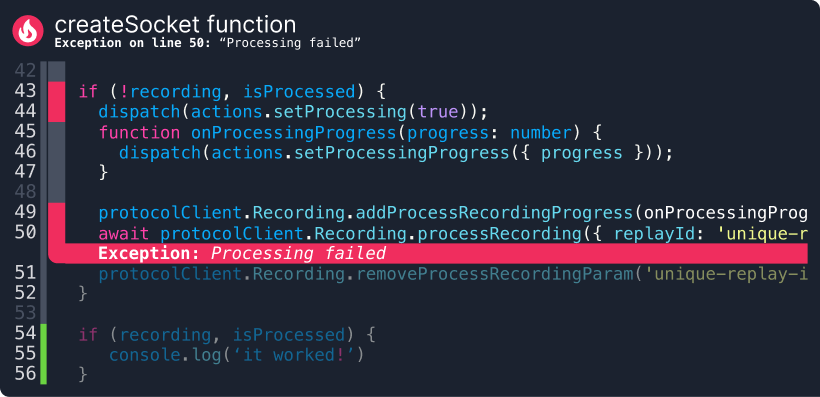 createSocket function
Exception on line 50: “Processing failed”
42
43 if (!recording, isProcessed) {
44 dispatch(actions.setProcessing(true));
45 function onProcessingProgress(progress: number) {
46 dispatch(actions.setProcessingProgress({ progress }));
47 }
48
49 protocolClient.Recording.addProcessRecordingProgress(onProcessingProg
50 await protocolClient.Recording.processRecording({ replayId: 'unique-r
Exception: Processing failed
51 protocolClient.Recording.removeProcessRecordingParam('unique-replay-i
52 }
53
54 if (recording, isProcessed) {
55 console.log(‘it worked!’)
56 }